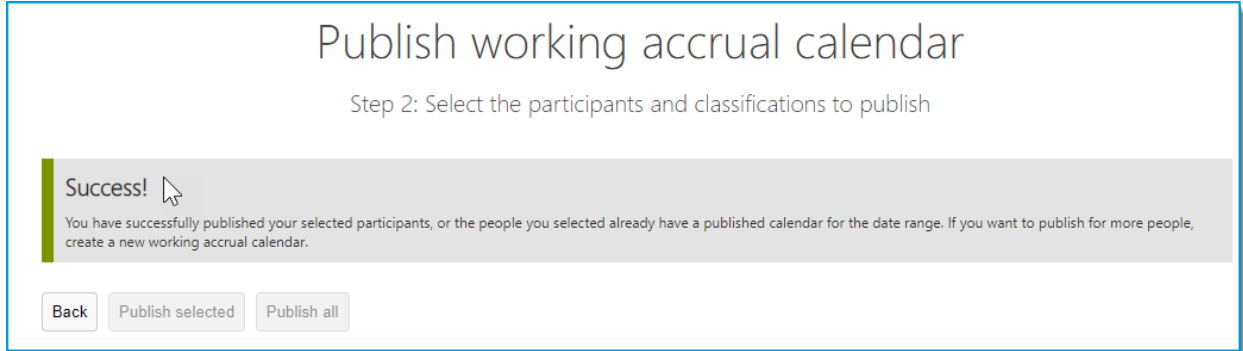 Publish working accrual calendar
Step 2: Select the participants and classifications to publish
Success!
You have successfully published your selected participants, or the people you selected already have a published calendar for the date range. If you want to publish for more people,
create a new working accrual calendar.
Back Publish selected Publish all